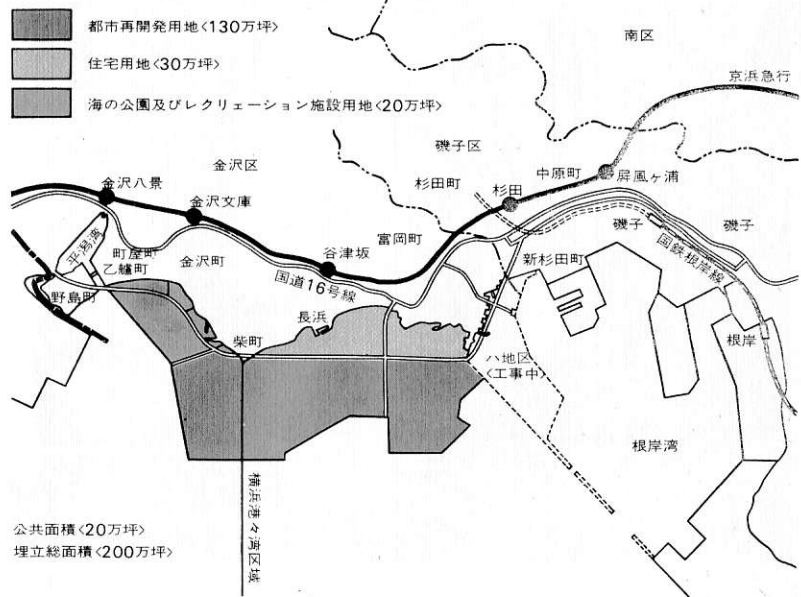 都市再開発用地<130万坪>
住宅用地<30万坪>
海の公園及びレクリェーション施設用地<20万坪>
南区
京浜急行
磯子区
金沢区
中原町
屏風ヶ浦
杉田
杉田町
金沢八景
金沢文庫
富岡町
谷津坂
磯子
磯子
国鉄根岸線
平潟湾
町屋町
乙艫町
金沢町
国道16号線
新杉田町
野島町
長浜
柴町
根岸
ハ地区
<工事中>
根岸湾
横浜港々湾区域
公共面積<20万坪>
埋立総面積<200万坪>